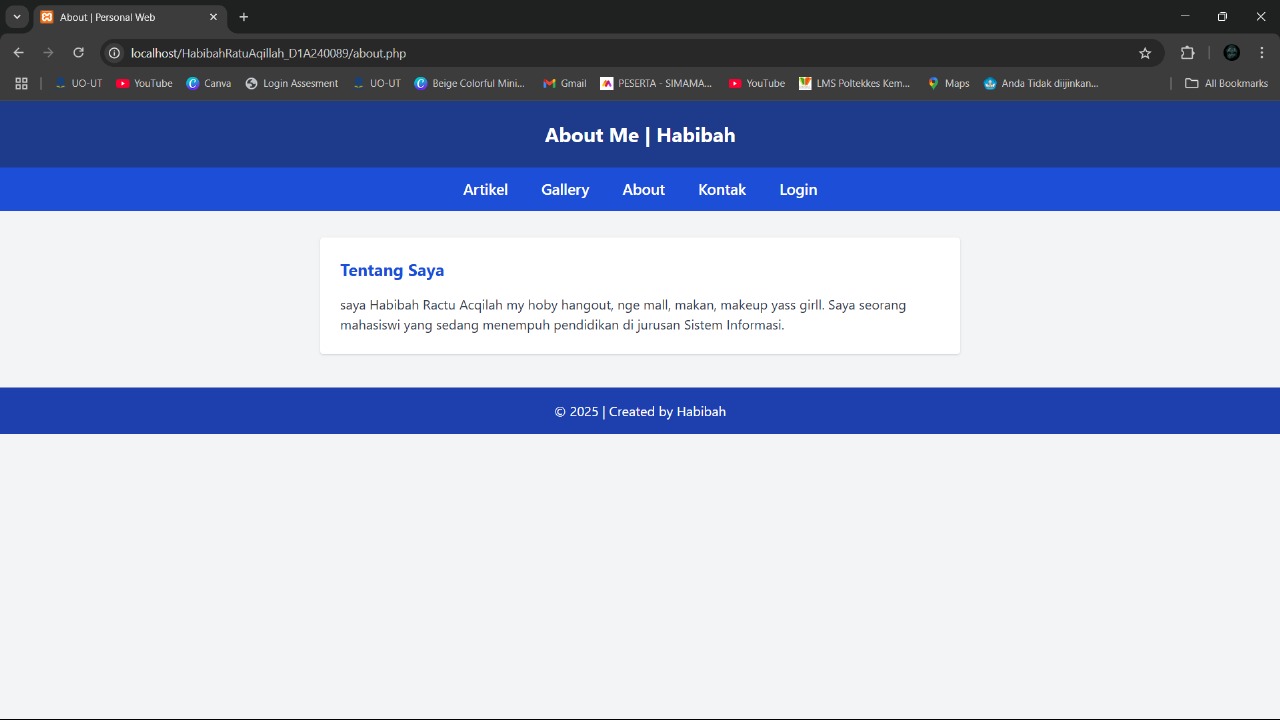 About | Personal Web
localhost/HabibahRatuAqillah_D1A240089/about.php
UO-UT YouTube Canva Login Assesment UO-UT Beige Colorful Mini... Gmail PESERTA - SIMAMA... YouTube LMS Poltekkes Kem... Maps Anda Tidak diijinkan... All Bookmarks
About Me | Habibah
Artikel Gallery About Kontak Login
Tentang Saya
saya Habibah Ractu Acqilah my hoby hangout, nge mall, makan, makeup yass girll. Saya seorang
mahasiswi yang sedang menempuh pendidikan di jurusan Sistem Informasi.
© 2025 | Created by Habibah